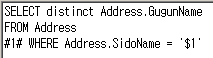 SELECT distinct Address.GugunName
FROM Address
#1# WHERE Address.SidoName = '$1'